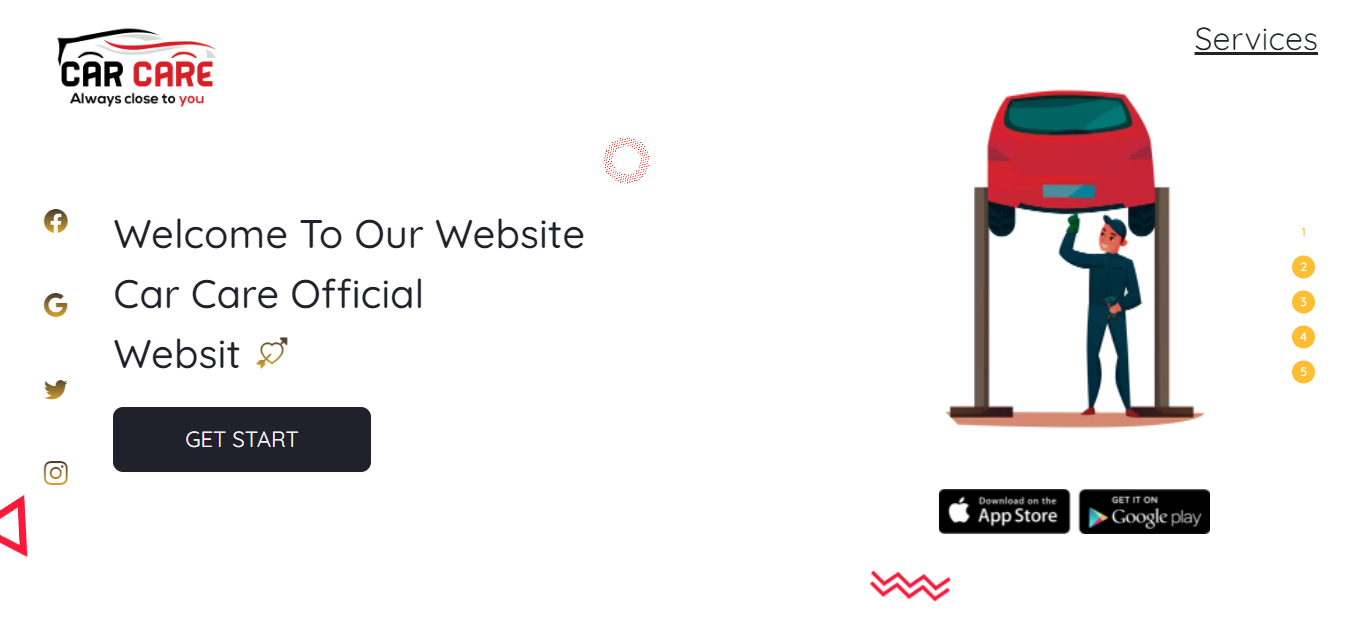 CAR CARE
Always close to you
Services
Welcome To Our Website
Car Care Official
Websit
GET START
1
2
3
4
5
Download on the
App Store
GET IT ON
Google play